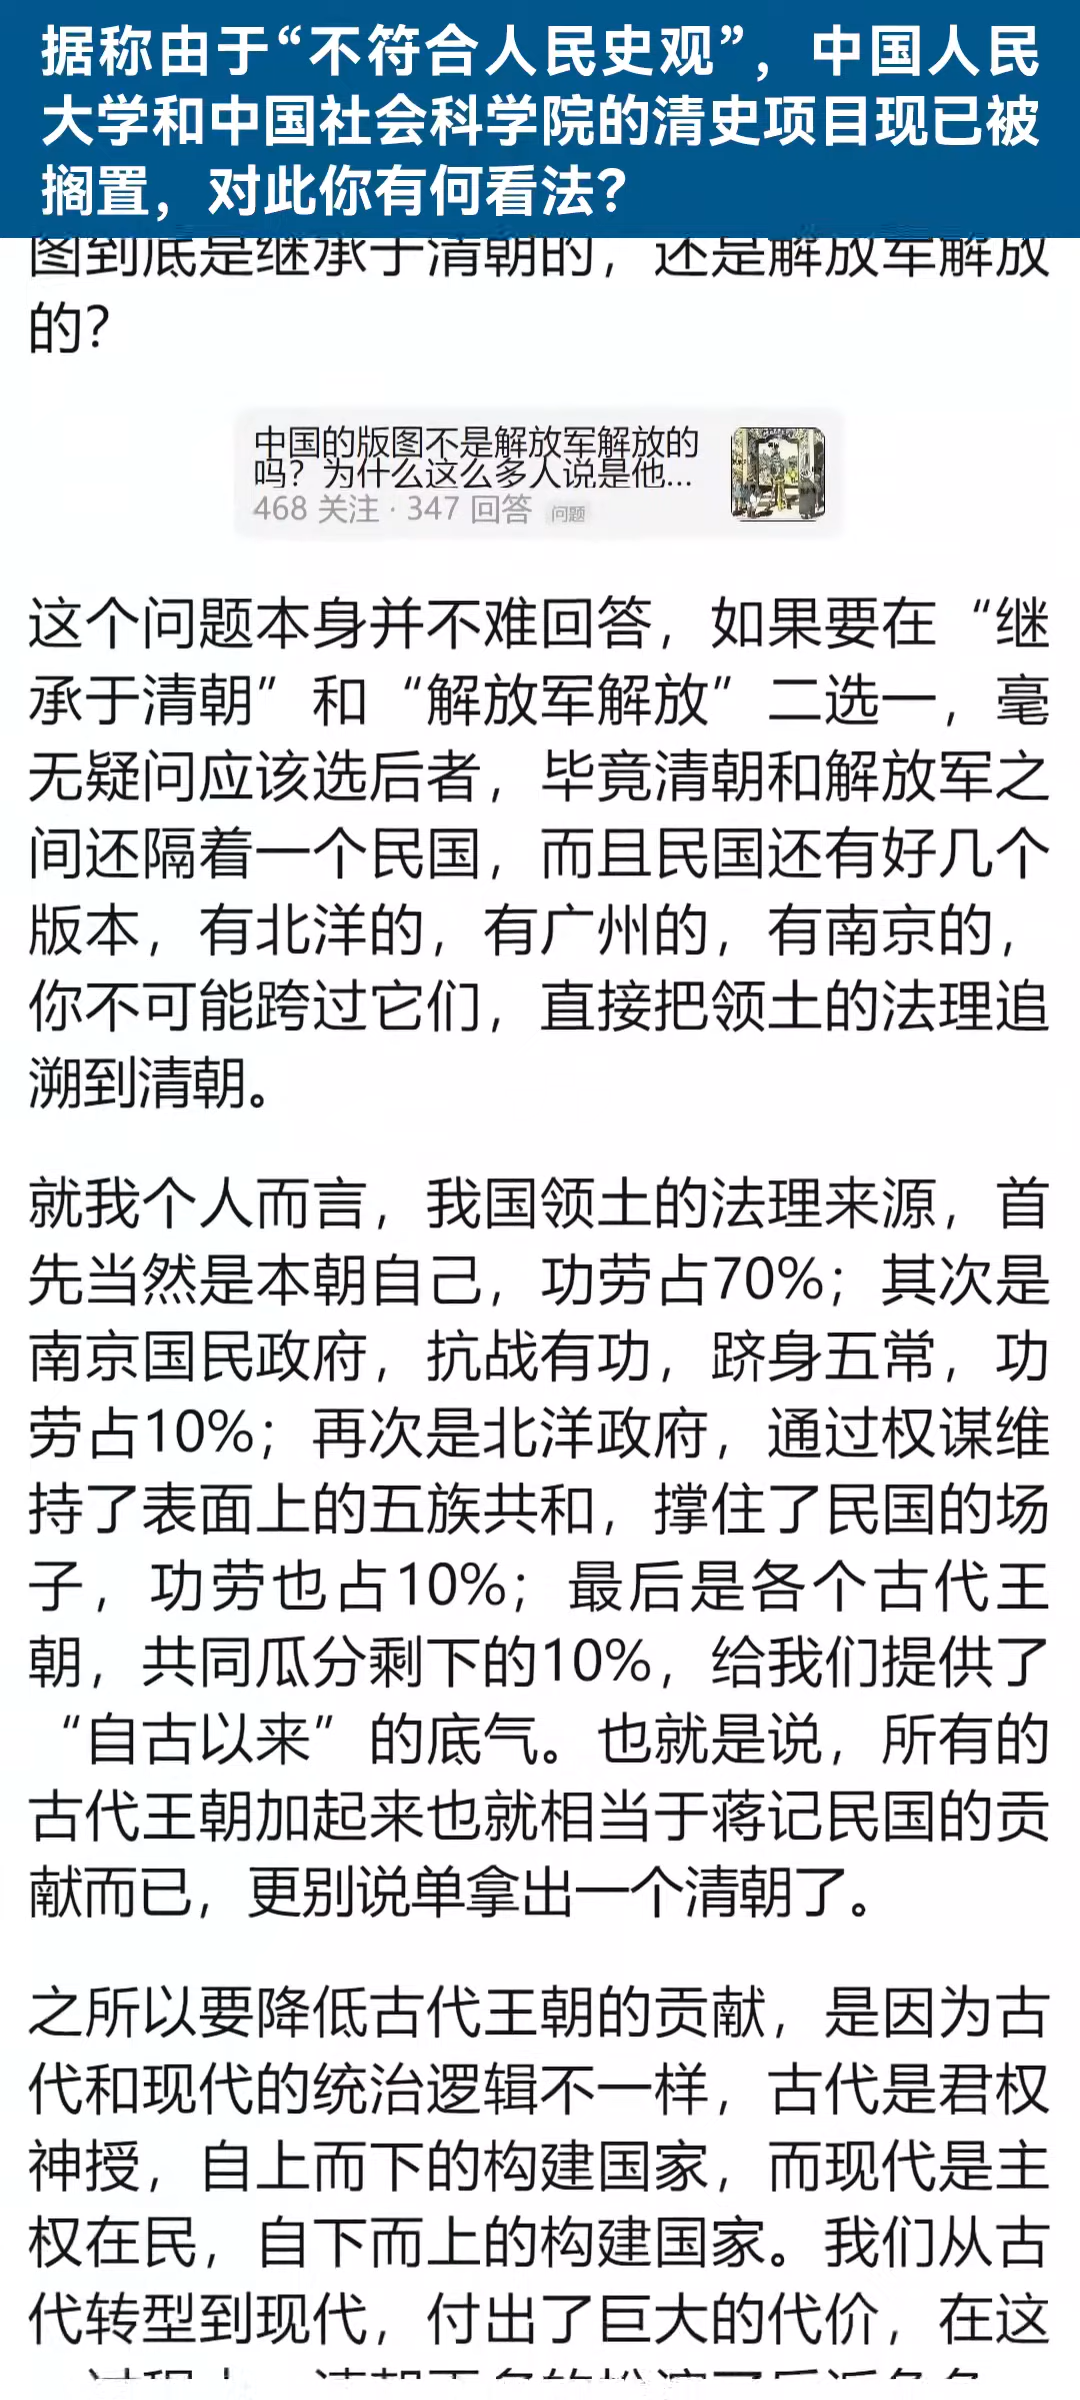 据称由于“不符合人民史观”，中国人民
大学和中国社会科学院的清史项目现已被
搁置，对此你有何看法？
图到底是继承于清朝的，还是解放军解放
的？
中国的版图不是解放军解放的
吗？为什么这么多人说是他...
468 关注 · 347 回答 问题
这个问题本身并不难回答，如果要在“继
承于清朝”和“解放军解放”二选一，毫
无疑问应该选后者，毕竟清朝和解放军之
间还隔着一个民国，而且民国还有好几个
版本，有北洋的，有广州的，有南京的，
你不可能跨过它们，直接把领土的法理追
溯到清朝。
就我个人而言，我国领土的法理来源，首
先当然是本朝自己，功劳占70%；其次是
南京国民政府，抗战有功，跻身五常，功
劳占10%；再次是北洋政府，通过权谋维
持了表面上的五族共和，撑住了民国的场
子，功劳也占10%；最后是各个古代王
朝，共同瓜分剩下的10%，给我们提供了
“自古以来”的底气。也就是说，所有的
古代王朝加起来也就相当于蒋记民国的贡
献而已，更别说单拿出一个清朝了。
之所以要降低古代王朝的贡献，是因为古
代和现代的统治逻辑不一样，古代是君权
神授，自上而下的构建国家，而现代是主
权在民，自下而上的构建国家。我们从古
代转型到现代，付出了巨大的代价，在这